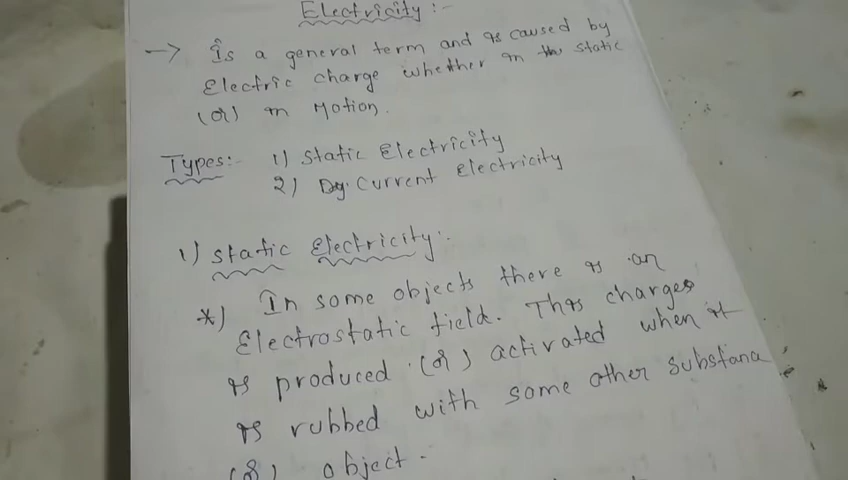 Electricity :-
→ Is a general term and is caused by
Electric charge whether in the static
(or) in Motion.
Types:- 1) Static Electricity
2) Dy. Current Electricity
1) Static Electricity:-
*) In some objects there is an
Electrostatic field. This charges
is produced (or) activated when it
is rubbed with some other substana
(or) object.